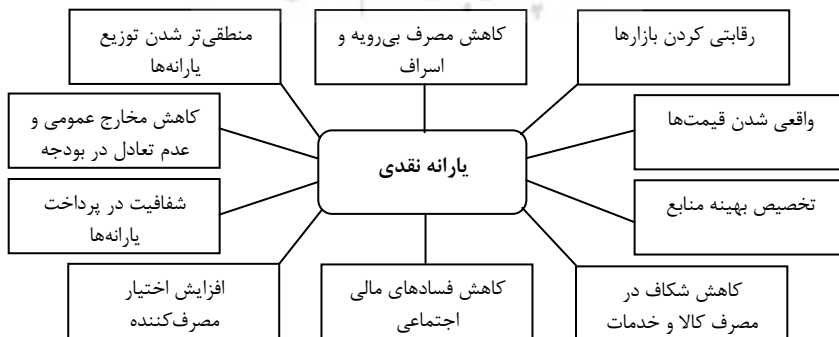 رقابتی کردن بازارها
کاهش مصرف بی‌رویه و
اسراف
منطقی‌تر شدن توزیع
یارانه‌ها
واقعی شدن قیمت‌ها
کاهش مخارج عمومی و
عدم تعادل در بودجه
یارانه نقدی
تخصیص بهینه منابع
شفافیت در پرداخت
یارانه‌ها
کاهش شکاف در
مصرف کالا و خدمات
کاهش فسادهای مالی
اجتماعی
افزایش اختیار
مصرف‌کننده